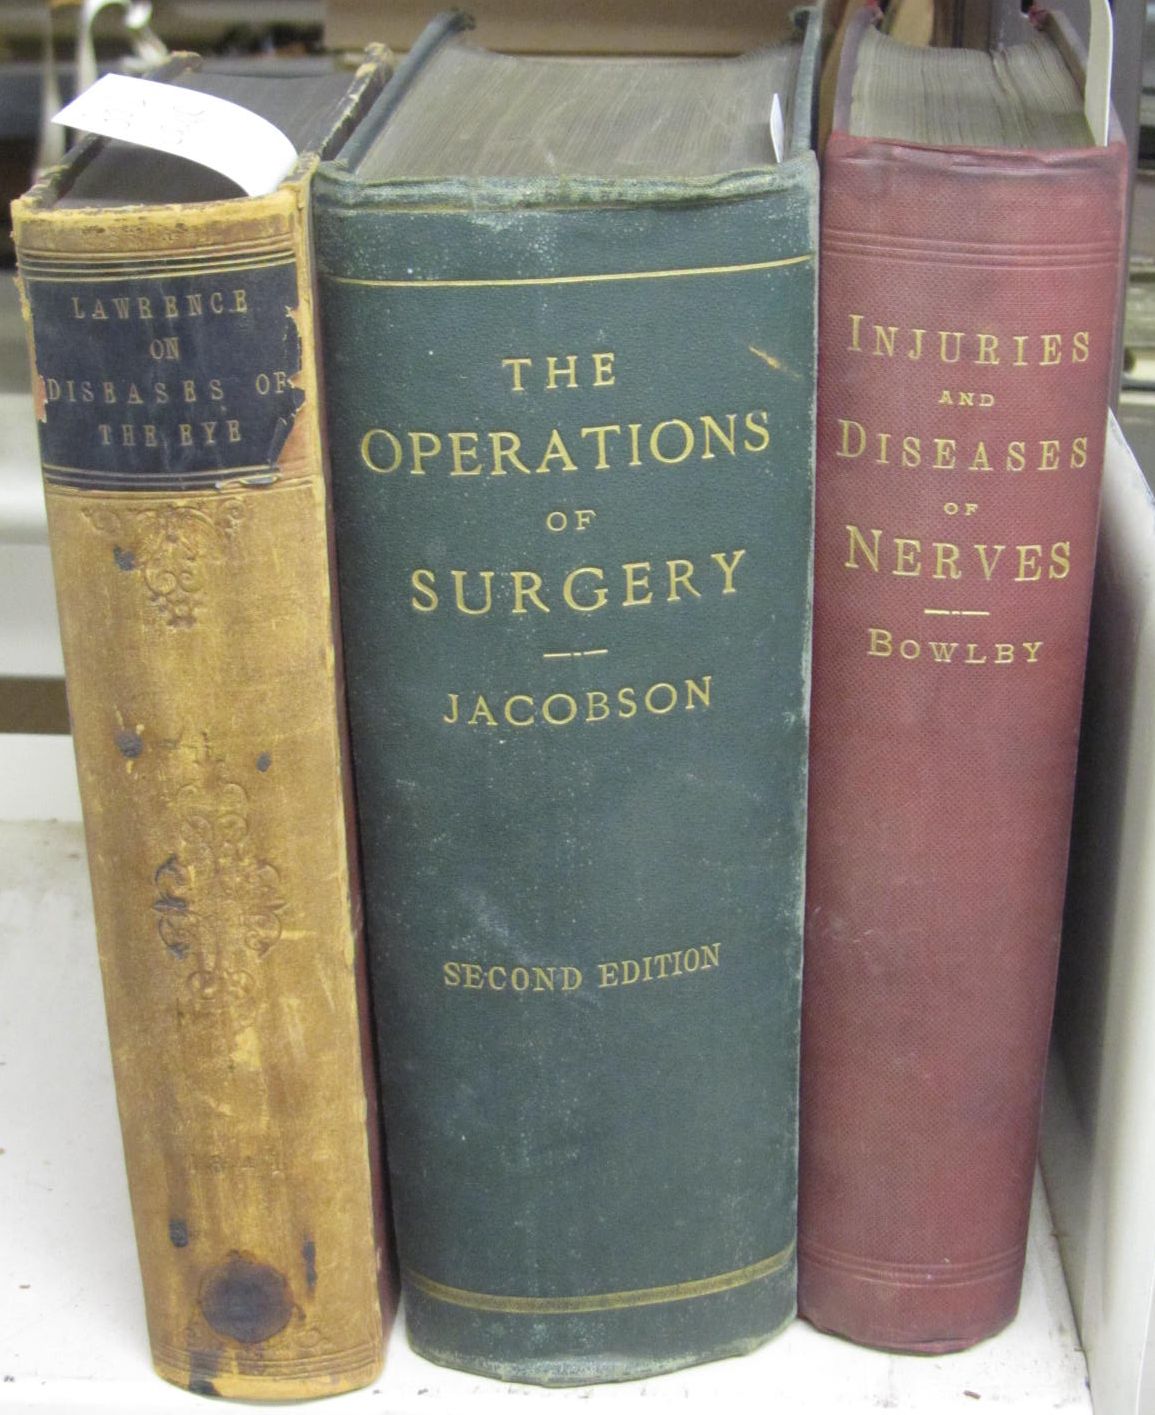 LAWRENCE
ON
DISEASES OF
THE EYE
1841
THE
OPERATIONS
OF
SURGERY
JACOBSON
SECOND EDITION
INJURIES
AND
DISEASES
OF
NERVES
BOWLBY